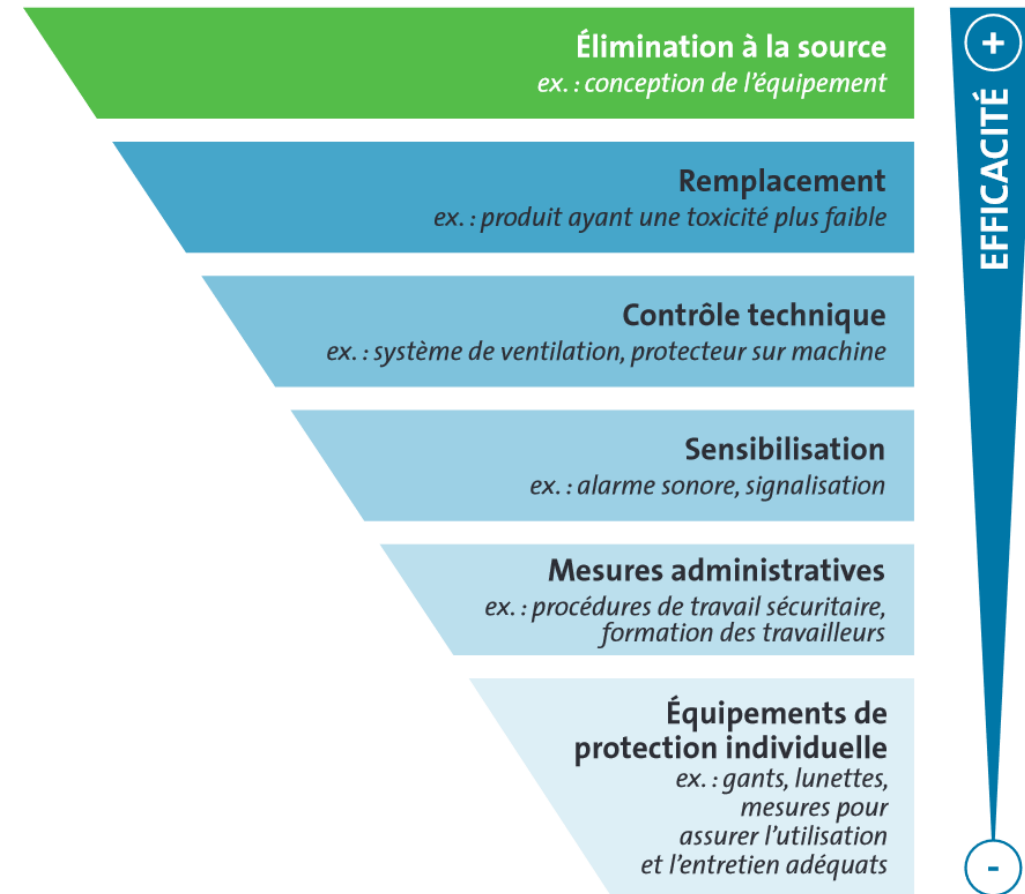 Élimination à la source
ex. : conception de l’équipement
Remplacement
ex. : produit ayant une toxicité plus faible
Contrôle technique
ex. : système de ventilation, protecteur sur machine
Sensibilisation
ex. : alarme sonore, signalisation
Mesures administratives
ex. : procédures de travail sécuritaire,
formation des travailleurs
Équipements de
protection individuelle
ex. : gants, lunettes,
mesures pour
assurer l’utilisation
et l’entretien adéquats
+
EFFICACITÉ
-